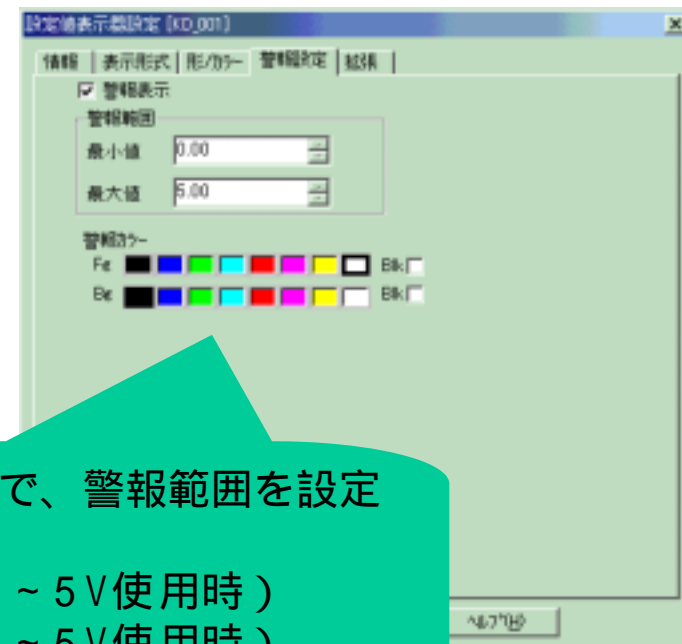 設定値表示器設定 [KD_001]
情報 表示形式 形/カラー 警報設定 拡張
警報表示
警報範囲
最小値 0.00
最大値 5.00
警報カラー
Fg Blk
Bg Blk
で、警報範囲を設定
~5V使用時)
~5V使用時)
ヘルプ(H)